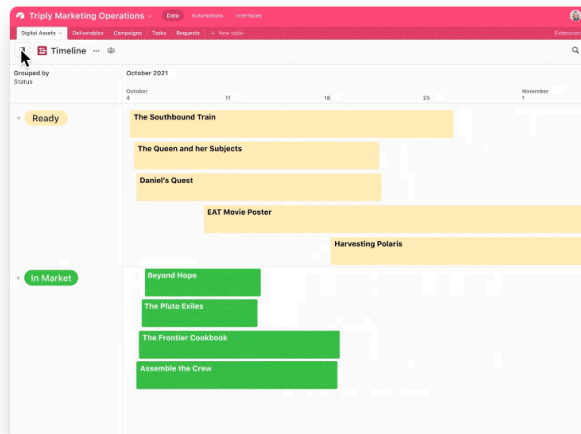 Triply Marketing Operations
Data
Automations
Interfaces
Digital Assets
Deliverables
Campaigns
Tasks
Requests
+ New table
Extensions
Timeline
Grouped by
Status
October 2021
October
4
11
18
25
November
1
Ready
The Southbound Train
The Queen and her Subjects
Daniel's Quest
EAT Movie Poster
Harvesting Polaris
In Market
Beyond Hope
The Pluto Exiles
The Frontier Cookbook
Assemble the Crew